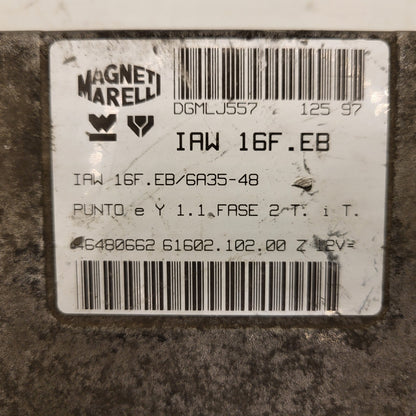 MAGNETI
MARELLI
DGMLJ557 125 97
IAW 16F.EB
IAW 16F.EB/6A35-48
PUNTO e Y 1.1 FASE 2 T. i T.
46480662 61602.102.00 Z 12V=